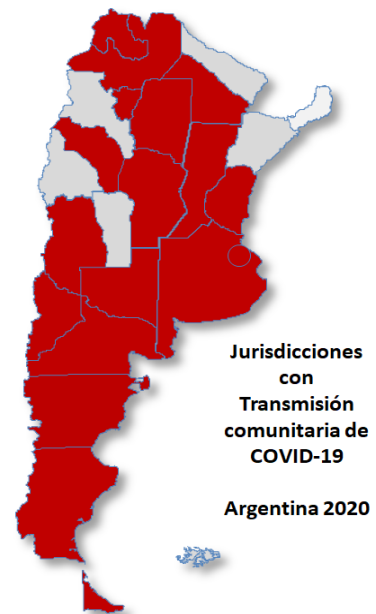 Jurisdicciones
con
Transmisión
comunitaria de
COVID-19
Argentina 2020